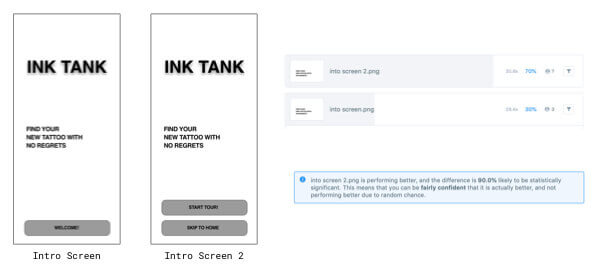 INK TANK
FIND YOUR
NEW TATTOO WITH
NO REGRETS
WELCOME!
Intro Screen
INK TANK
FIND YOUR
NEW TATTOO WITH
NO REGRETS
START TOUR!
SKIP TO HOME
Intro Screen 2
into screen 2.png
70%
7
into screen.png
30%
3
into screen 2.png is performing better, and the difference is 90.0% likely to be statistically
significant. This means that you can be fairly confident that it is actually better, and not
performing better due to random chance.